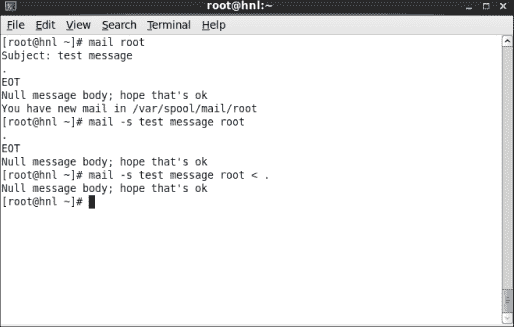 root@hnl:~
File Edit View Search Terminal Help
[root@hnl ~]# mail root
Subject: test message
.
EOT
Null message body; hope that's ok
You have new mail in /var/spool/mail/root
[root@hnl ~]# mail -s test message root
.
EOT
Null message body; hope that's ok
[root@hnl ~]# mail -s test message root < .
Null message body; hope that's ok
[root@hnl ~]#